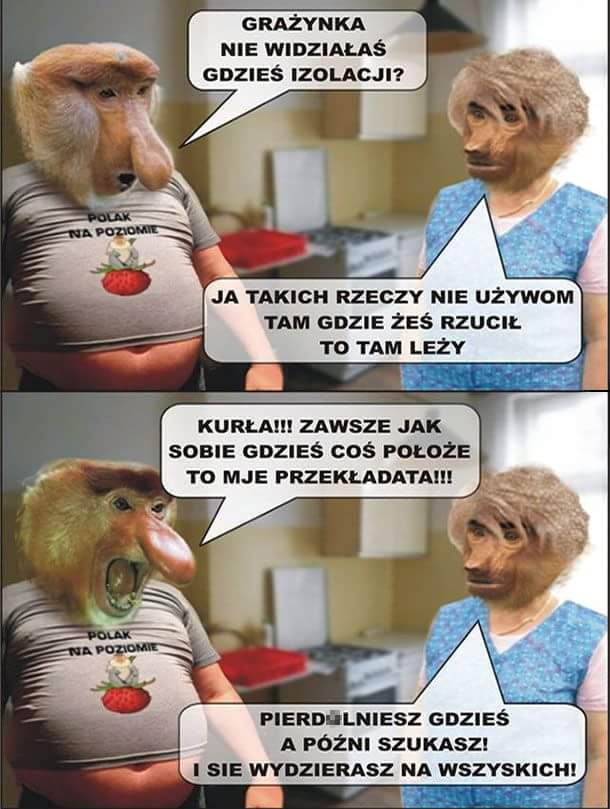 GRAŻYNKA
NIE WIDZIAŁAŚ
GDZIEŚ IZOLACJI?
POLAK
NA POZIOMIE
JA TAKICH RZECZY NIE UŻYWOM
TAM GDZIE ŻEŚ RZUCIŁ
TO TAM LEŻY
KURŁA!!! ZAWSZE JAK
SOBIE GDZIEŚ COŚ POŁOŻE
TO MJE PRZEKŁADATA!!!
POLAK
NA POZIOMIE
GDZIEŚ
A PÓŹNI SZUKASZ!
I SIE WYDZIERASZ NA WSZYSKICH!